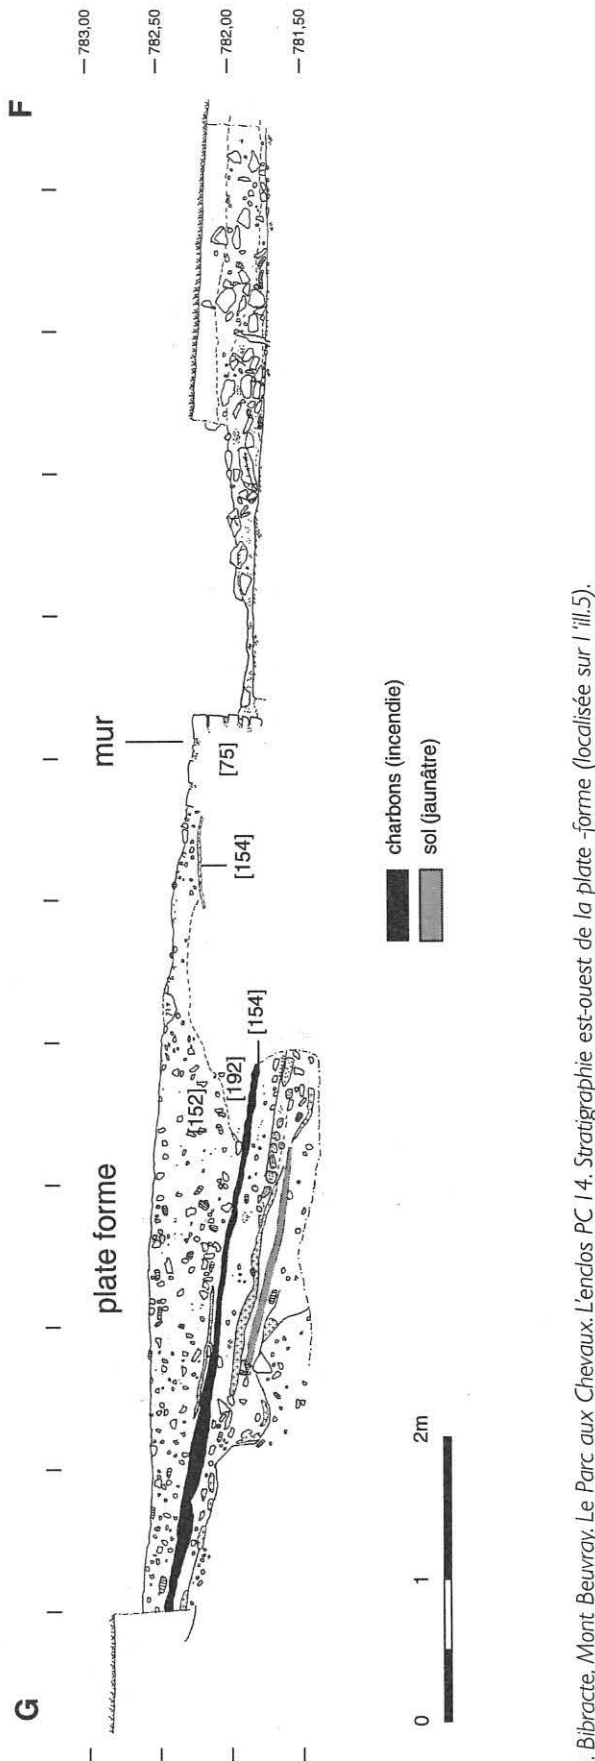 G
F
783,00
782,50
782,00
781,50
plate forme
mur
[152]
[192]
[154]
[154]
[75]
charbons (incendie)
sol (jaunâtre)
0 1 2m
. Bibracte, Mont Beuvray. Le Parc aux Chevaux. L'enclos PC 14. Stratigraphie est-ouest de la plate -forme (localisée sur l 'ill.5).